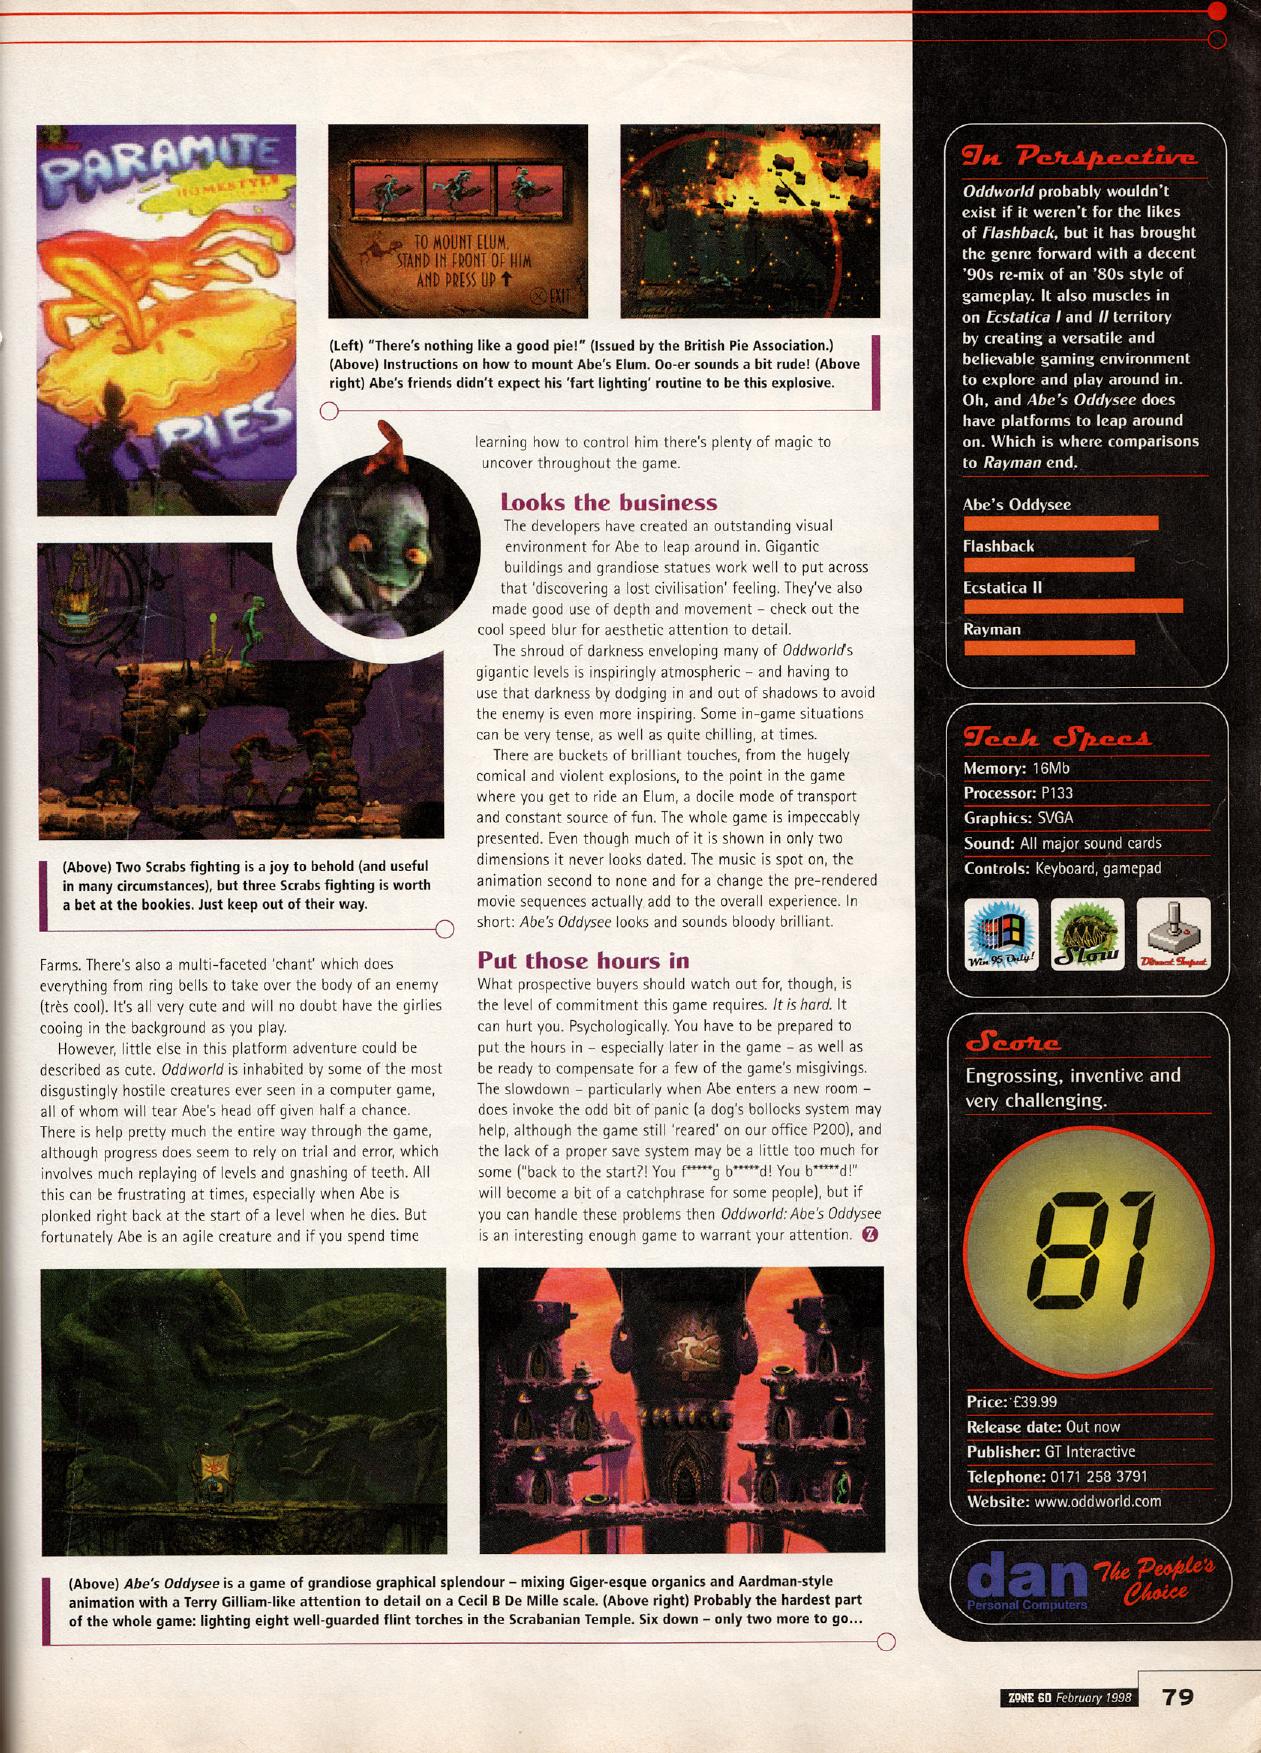 PARAMITE
HOMESTYLE
PIES
TO MOUNT ELUM,
STAND IN FRONT OF HIM
AND PRESS UP ↑
ⓧ EXIT
(Left) “There’s nothing like a good pie!” (Issued by the British Pie Association.)
(Above) Instructions on how to mount Abe’s Elum. Oo-er sounds a bit rude! (Above
right) Abe’s friends didn’t expect his ‘fart lighting’ routine to be this explosive.
(Above) Two Scrabs fighting is a joy to behold (and useful
in many circumstances), but three Scrabs fighting is worth
a bet at the bookies. Just keep out of their way.
Farms. There’s also a multi-faceted ‘chant’ which does
everything from ring bells to take over the body of an enemy
(très cool). It’s all very cute and will no doubt have the girlies
cooing in the background as you play.
However, little else in this platform adventure could be
described as cute. Oddworld is inhabited by some of the most
disgustingly hostile creatures ever seen in a computer game,
all of whom will tear Abe’s head off given half a chance.
There is help pretty much the entire way through the game,
although progress does seem to rely on trial and error, which
involves much replaying of levels and gnashing of teeth. All
this can be frustrating at times, especially when Abe is
plonked right back at the start of a level when he dies. But
fortunately Abe is an agile creature and if you spend time
learning how to control him there’s plenty of magic to
uncover throughout the game.
Looks the business
The developers have created an outstanding visual
environment for Abe to leap around in. Gigantic
buildings and grandiose statues work well to put across
that ‘discovering a lost civilisation’ feeling. They’ve also
made good use of depth and movement – check out the
cool speed blur for aesthetic attention to detail.
The shroud of darkness enveloping many of Oddworld’s
gigantic levels is inspiringly atmospheric – and having to
use that darkness by dodging in and out of shadows to avoid
the enemy is even more inspiring. Some in-game situations
can be very tense, as well as quite chilling, at times.
There are buckets of brilliant touches, from the hugely
comical and violent explosions, to the point in the game
where you get to ride an Elum, a docile mode of transport
and constant source of fun. The whole game is impeccably
presented. Even though much of it is shown in only two
dimensions it never looks dated. The music is spot on, the
animation second to none and for a change the pre-rendered
movie sequences actually add to the overall experience. In
short: Abe’s Oddysee looks and sounds bloody brilliant.
Put those hours in
What prospective buyers should watch out for, though, is
the level of commitment this game requires. It is hard. It
can hurt you. Psychologically. You have to be prepared to
put the hours in – especially later in the game – as well as
be ready to compensate for a few of the game’s misgivings.
The slowdown – particularly when Abe enters a new room –
does invoke the odd bit of panic (a dog’s bollocks system may
help, although the game still ‘reared’ on our office P200), and
the lack of a proper save system may be a little too much for
some (“back to the start?! You f*****g b*****d! You b*****d!”
will become a bit of a catchphrase for some people), but if
you can handle these problems then Oddworld: Abe’s Oddysee
is an interesting enough game to warrant your attention. Z
(Above) Abe’s Oddysee is a game of grandiose graphical splendour – mixing Giger-esque organics and Aardman-style
animation with a Terry Gilliam-like attention to detail on a Cecil B De Mille scale. (Above right) Probably the hardest part
of the whole game: lighting eight well-guarded flint torches in the Scrabanian Temple. Six down – only two more to go...
In Perspective
Oddworld probably wouldn’t
exist if it weren’t for the likes
of Flashback, but it has brought
the genre forward with a decent
’90s re-mix of an ’80s style of
gameplay. It also muscles in
on Ecstatica I and II territory
by creating a versatile and
believable gaming environment
to explore and play around in.
Oh, and Abe’s Oddysee does
have platforms to leap around
on. Which is where comparisons
to Rayman end.
Abe’s Oddysee
Flashback
Ecstatica II
Rayman
Tech Specs
Memory: 16Mb
Processor: P133
Graphics: SVGA
Sound: All major sound cards
Controls: Keyboard, gamepad
Win 95 Only!
Slow
Direct Input
Score
Engrossing, inventive and
very challenging.
81
Price: £39.99
Release date: Out now
Publisher: GT Interactive
Telephone: 0171 258 3791
Website: www.oddworld.com
dan
Personal Computers
The People’s
Choice
ZONE 60 February 1998
79